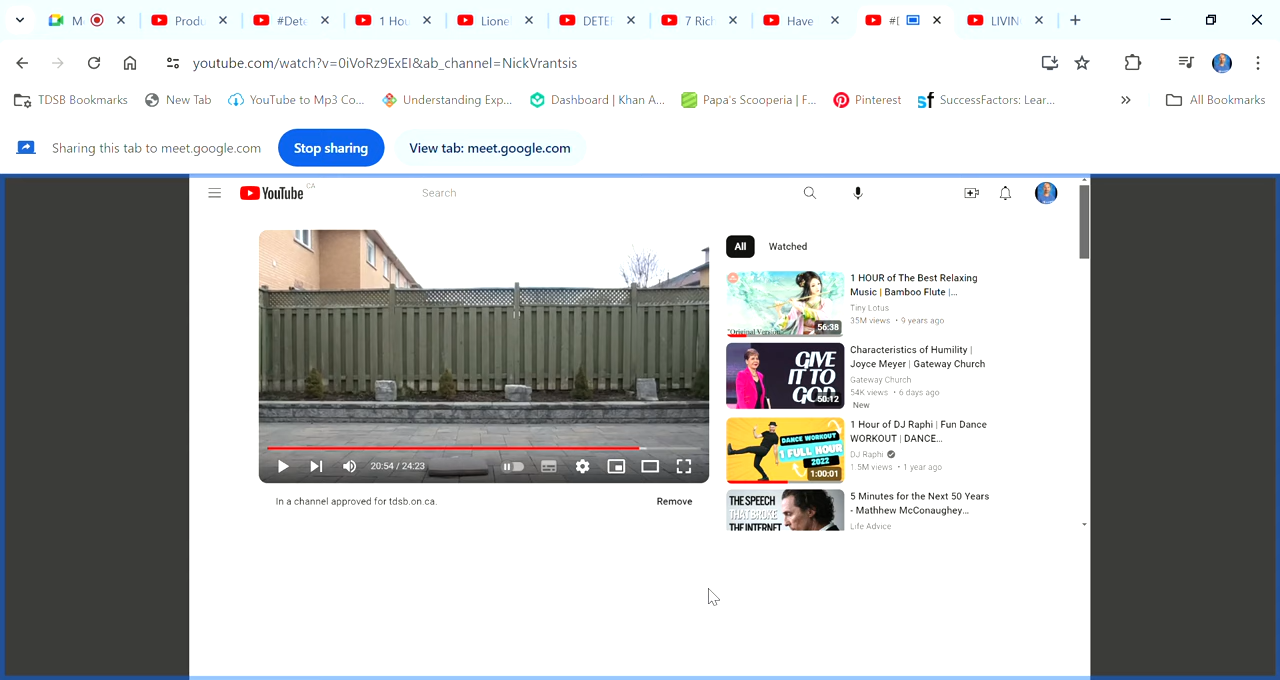 M
Produ
#Dete
1 Hou
Lione
DETE
7 Rich
Have
#[
LIVIN
youtube.com/watch?v=0iVoRz9ExEI&ab_channel=NickVrantsis
TDSB Bookmarks
New Tab
YouTube to Mp3 Co...
Understanding Exp...
Dashboard | Khan A...
Papa's Scooperia | F...
Pinterest
SuccessFactors: Lear...
All Bookmarks
Sharing this tab to meet.google.com
Stop sharing
View tab: meet.google.com
YouTube CA
Search
All
Watched
1 HOUR of The Best Relaxing
Music | Bamboo Flute |...
Tiny Lotus
35M views • 9 years ago
"Original Version"
56:38
Characteristics of Humility |
Joyce Meyer | Gateway Church
Gateway Church
54K views • 6 days ago
New
GIVE
IT TO
GOD
50:12
1 Hour of DJ Raphi | Fun Dance
WORKOUT | DANCE...
DJ Raphi
1.5M views • 1 year ago
DANCE WORKOUT
1 FULL HOUR
2022
1:00:01
5 Minutes for the Next 50 Years
- Mathhew McConaughey...
Life Advice
THE SPEECH
THAT BROKE
THE INTERNET
20:54 / 24:23
In a channel approved for tdsb.on.ca.
Remove